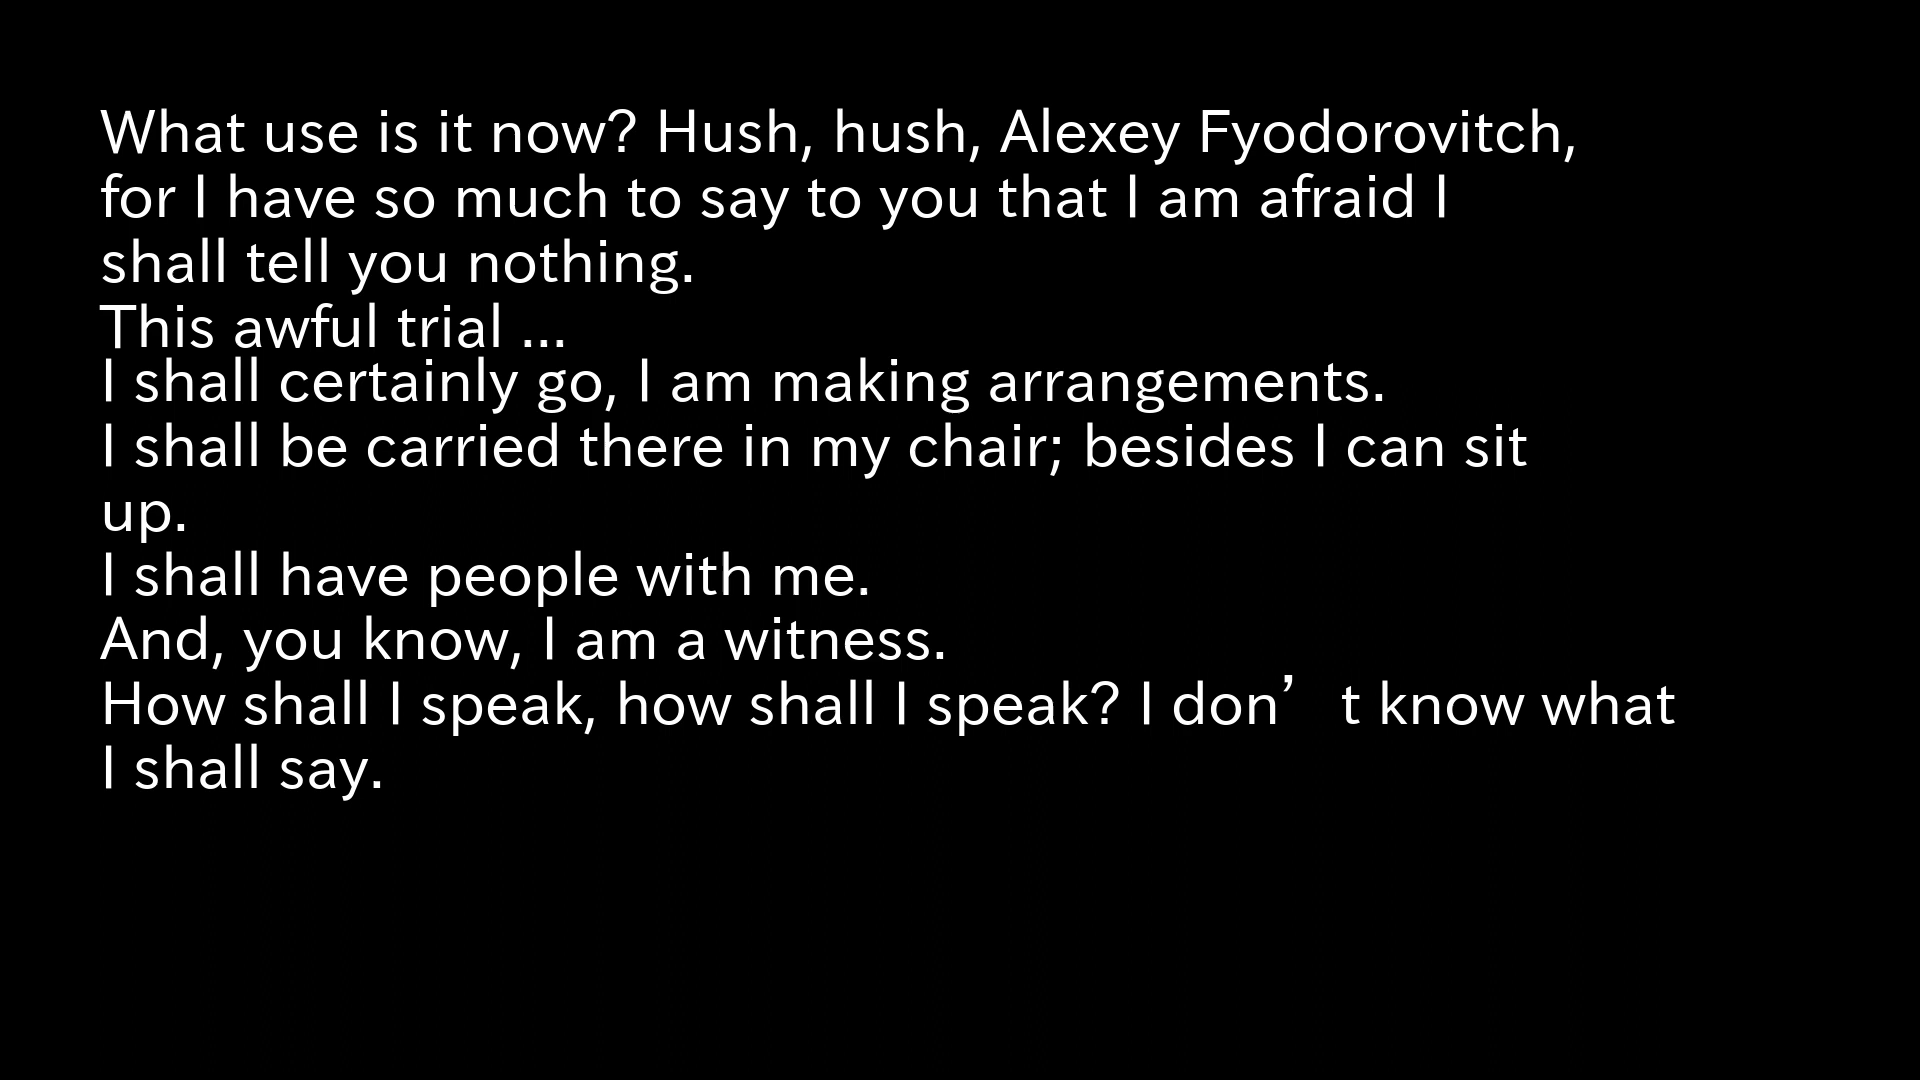 What use is it now? Hush, hush, Alexey Fyodorovitch,
for I have so much to say to you that I am afraid I
shall tell you nothing.
This awful trial ...
I shall certainly go, I am making arrangements.
I shall be carried there in my chair; besides I can sit
up.
I shall have people with me.
And, you know, I am a witness.
How shall I speak, how shall I speak? I don’t know what
I shall say.